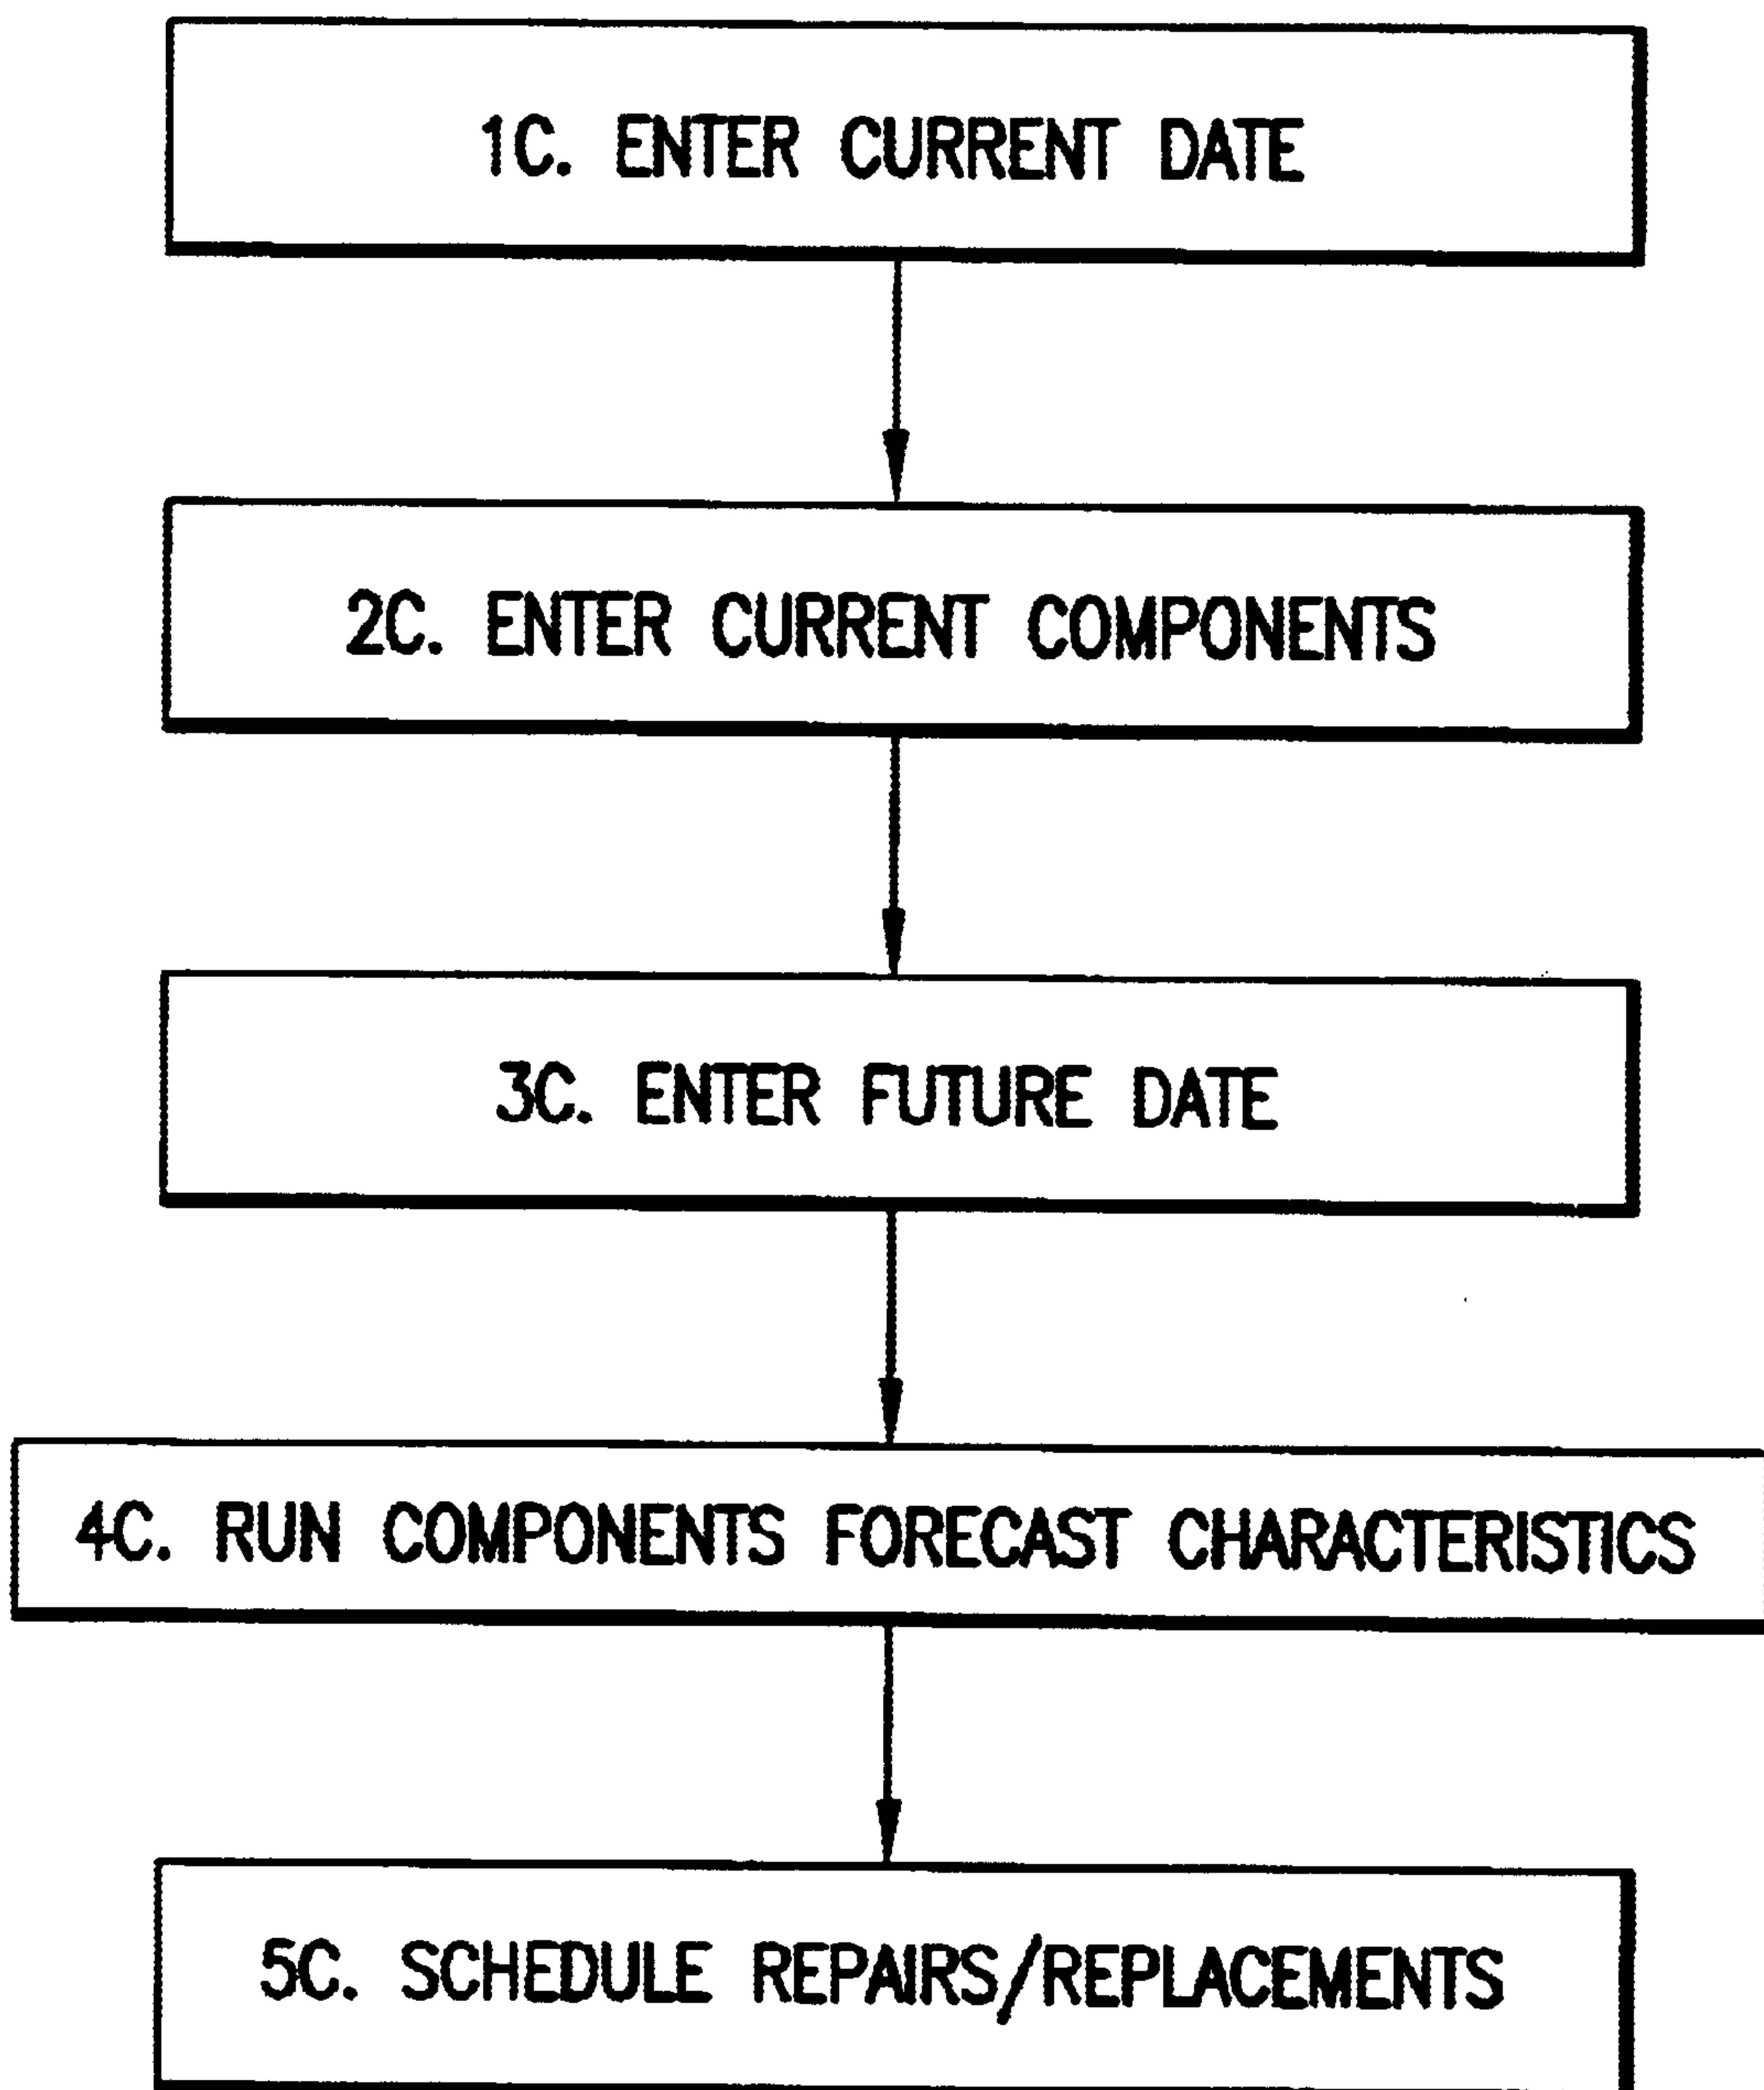 1C. ENTER CURRENT DATE
2C. ENTER CURRENT COMPONENTS
3C. ENTER FUTURE DATE
4C. RUN COMPONENTS FORECAST CHARACTERISTICS
5C. SCHEDULE REPAIRS/REPLACEMENTS